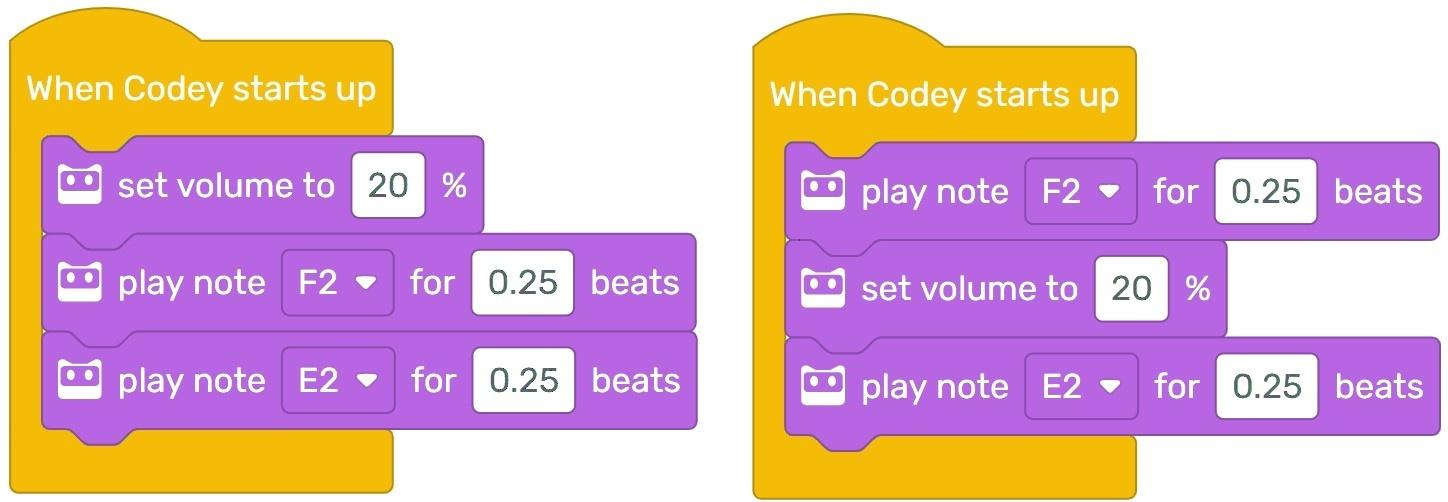 When Codey starts up
set volume to 20 %
play note F2 for 0.25 beats
play note E2 for 0.25 beats
When Codey starts up
play note F2 for 0.25 beats
set volume to 20 %
play note E2 for 0.25 beats